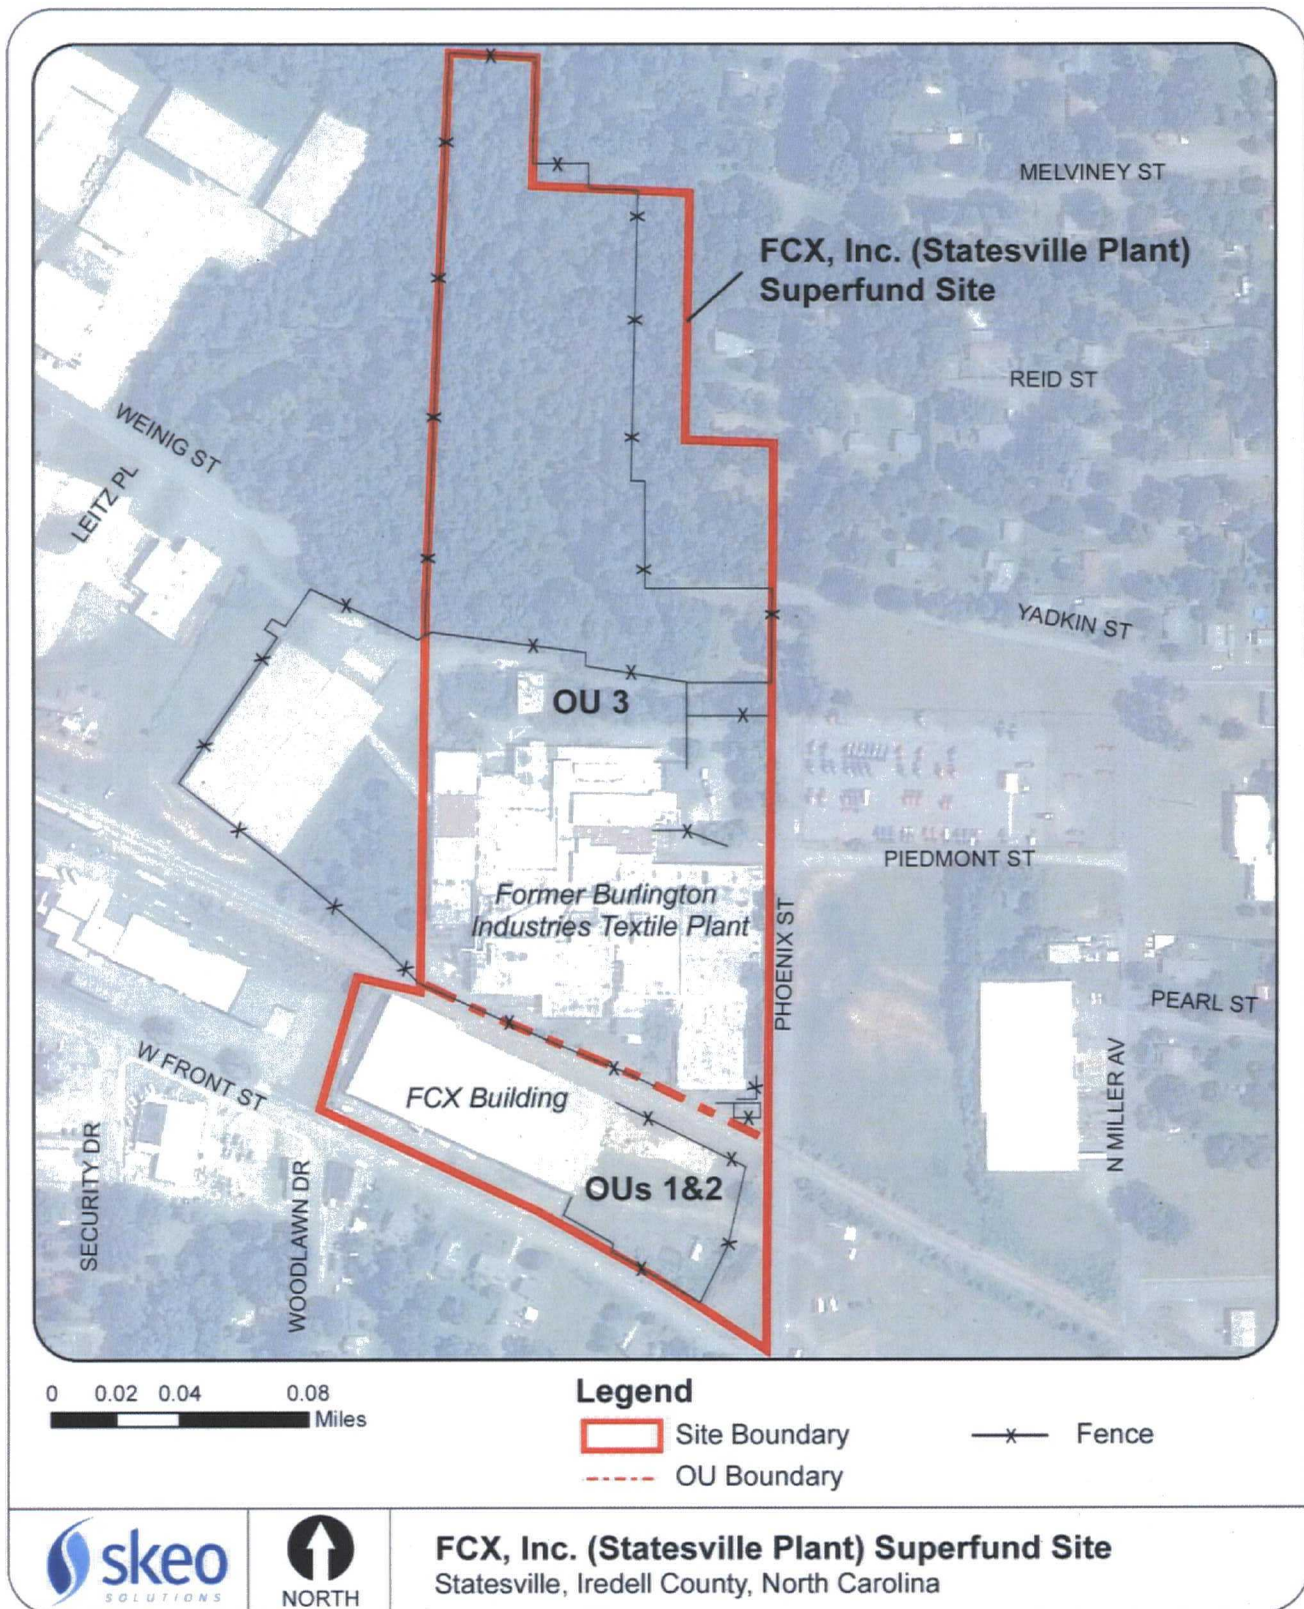 MELVINEY ST
FCX, Inc. (Statesville Plant)
Superfund Site
REID ST
WEINIG ST
LEITZ PL
YADKIN ST
OU 3
PIEDMONT ST
Former Burlington
Industries Textile Plant
PHOENIX ST
PEARL ST
W FRONT ST
FCX Building
N MILLER AV
SECURITY DR
WOODLAWN DR
OUs 1&2
0 0.02 0.04 0.08
Miles
Legend
Site Boundary
Fence
OU Boundary
skeo
SOLUTIONS
NORTH
FCX, Inc. (Statesville Plant) Superfund Site
Statesville, Iredell County, North Carolina